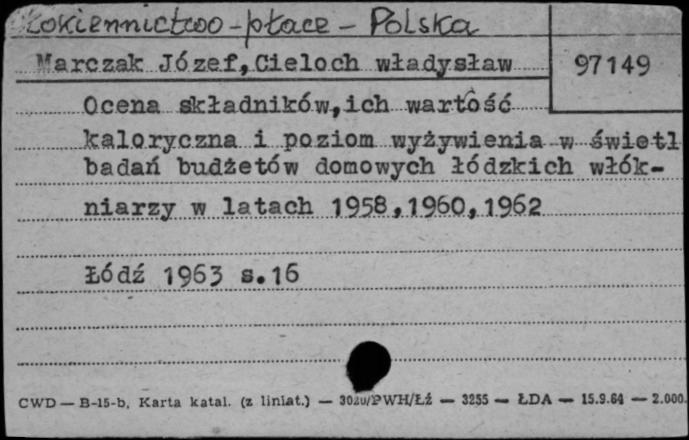 Łokiennictwo - płace - Polska
Marczak Józef, Cieloch władysław
97149
Ocena składników, ich wartość
kaloryczna i poziom wyżywienia w świetl
badań budżetów domowych łódzkich włók-
niarzy w latach 1958, 1960, 1962
Łódź 1963 s. 16
CWD — B-15-b, Karta katal. (z liniat.) — 3020/PWH/Łź — 3255 — ŁDA — 15.9.64 — 2.000.